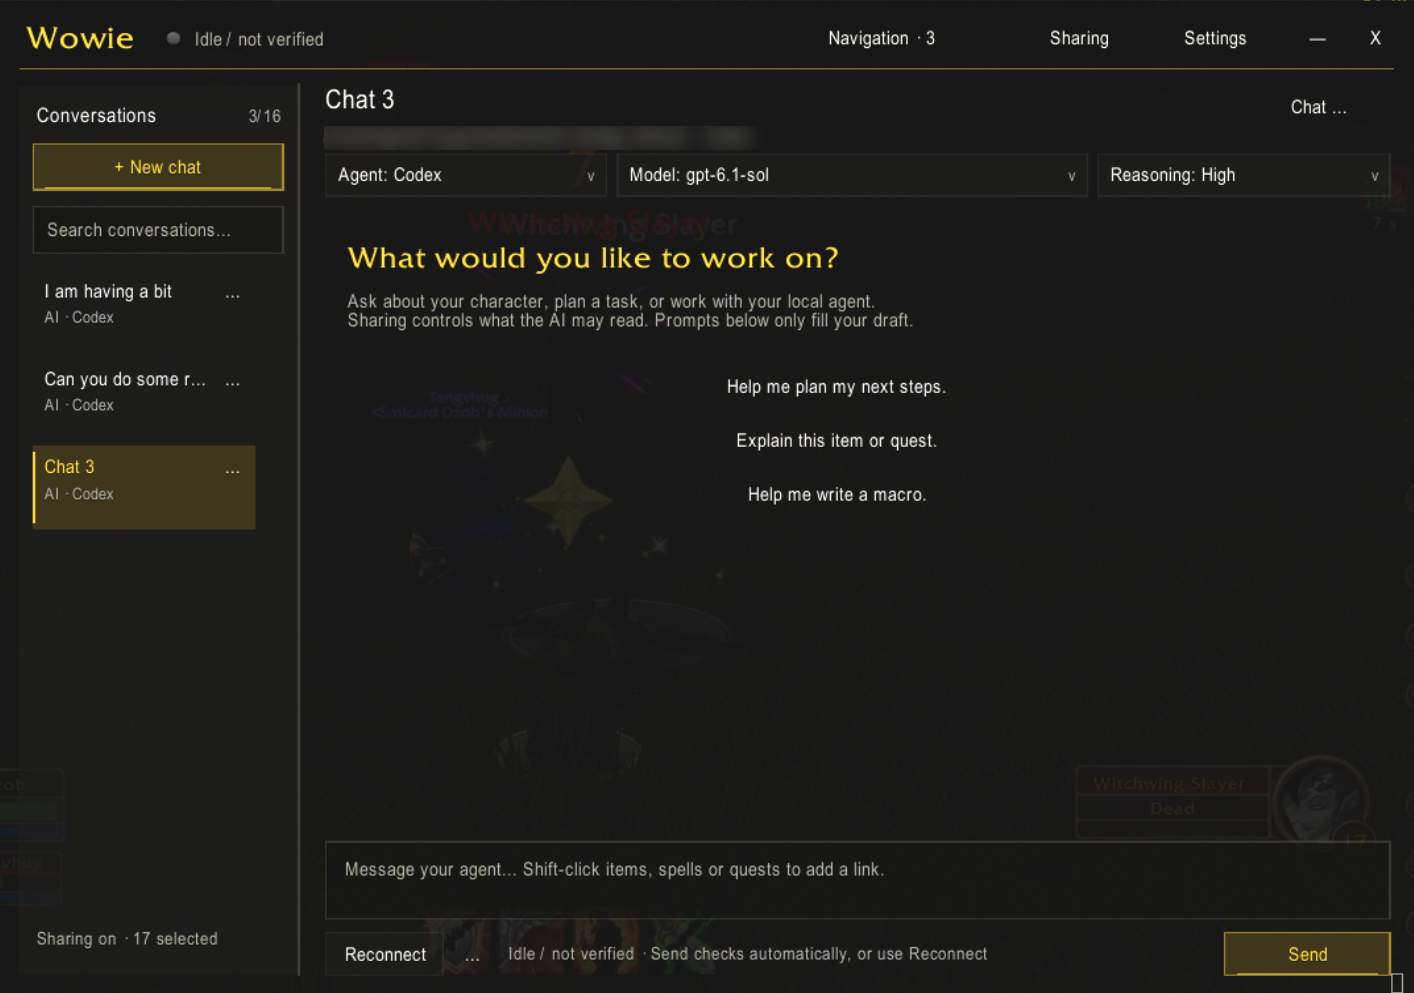 Wowie
Idle / not verified
Navigation · 3
Sharing
Settings
—
X
Conversations
3/16
+ New chat
Search conversations...
I am having a bit
...
AI · Codex
Can you do some r...
...
AI · Codex
Chat 3
...
AI · Codex
Sharing on · 17 selected
Chat 3
Chat ...
Agent: Codex
v
Model: gpt-6.1-sol
v
Reasoning: High
v
7 s
Witchwing Slayer
What would you like to work on?
Ask about your character, plan a task, or work with your local agent.
Sharing controls what the AI may read. Prompts below only fill your draft.
Help me plan my next steps.
Explain this item or quest.
Help me write a macro.
Witchwing Slayer
Dead
17
Message your agent... Shift-click items, spells or quests to add a link.
Reconnect
...
Idle / not verified · Send checks automatically, or use Reconnect
Send